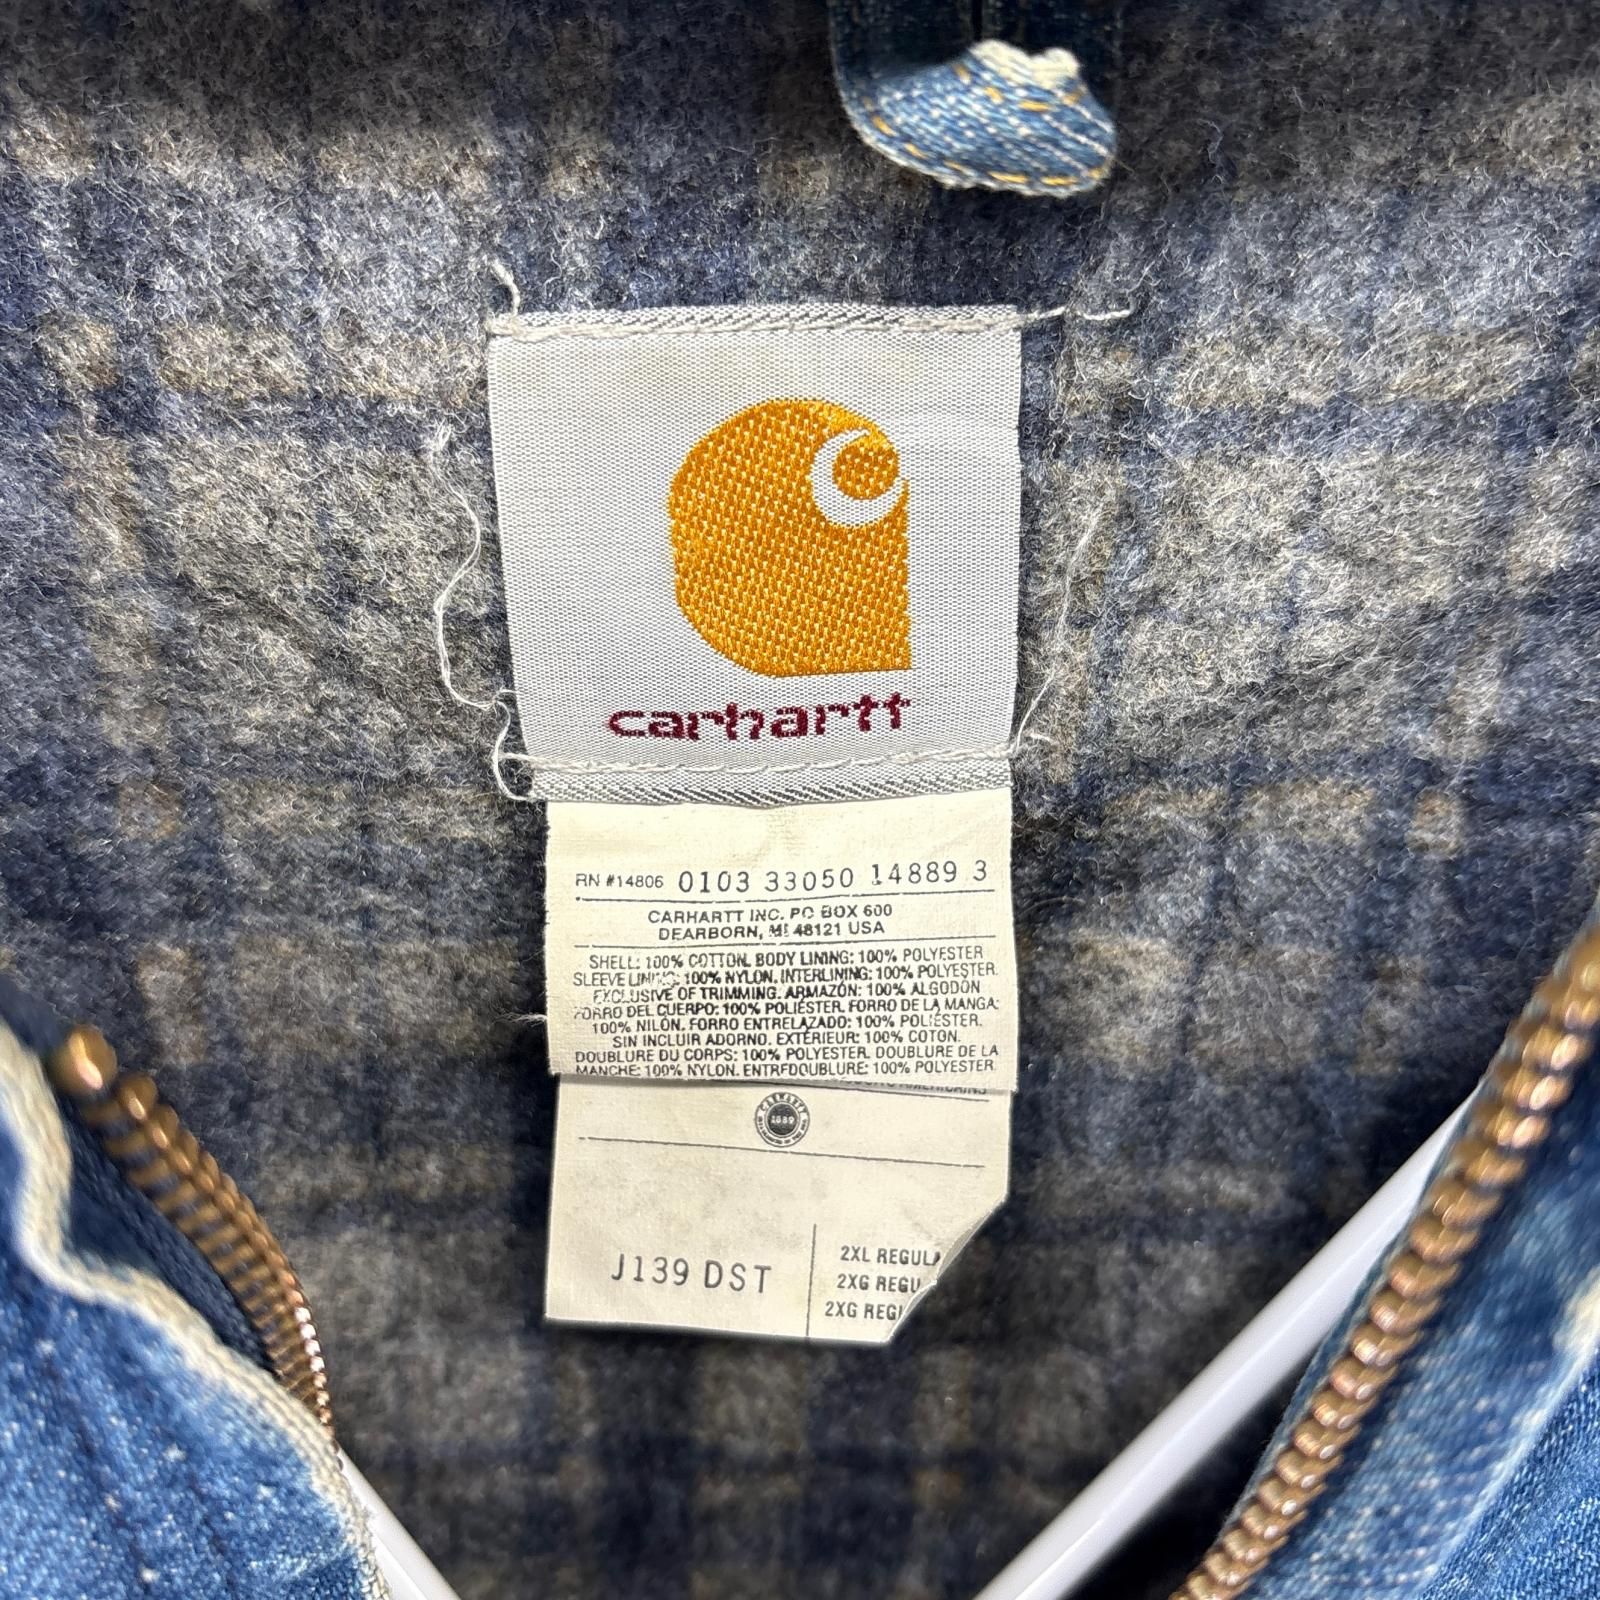 carhartt
RN #14806 0103 33050 14889 3
CARHARTT INC. PO BOX 600
DEARBORN, MI 48121 USA
SHELL: 100% COTTON. BODY LINING: 100% POLYESTER
SLEEVE LINING: 100% NYLON. INTERLINING: 100% POLYESTER.
EXCLUSIVE OF TRIMMING. ARMAZÓN: 100% ALGODÓN
FORRO DEL CUERPO: 100% POLIÉSTER. FORRO DE LA MANGA:
100% NILÓN. FORRO ENTRELAZADO: 100% POLIÉSTER.
SIN INCLUIR ADORNO. EXTÉRIEUR: 100% COTON.
DOUBLURE DU CORPS: 100% POLYESTER. DOUBLURE DE LA
MANCHE: 100% NYLON. ENTREDOUBLURE: 100% POLYESTER
CARHARTT
1889
J139 DST
2XL REGULA
2XG REGU
2XG REGI